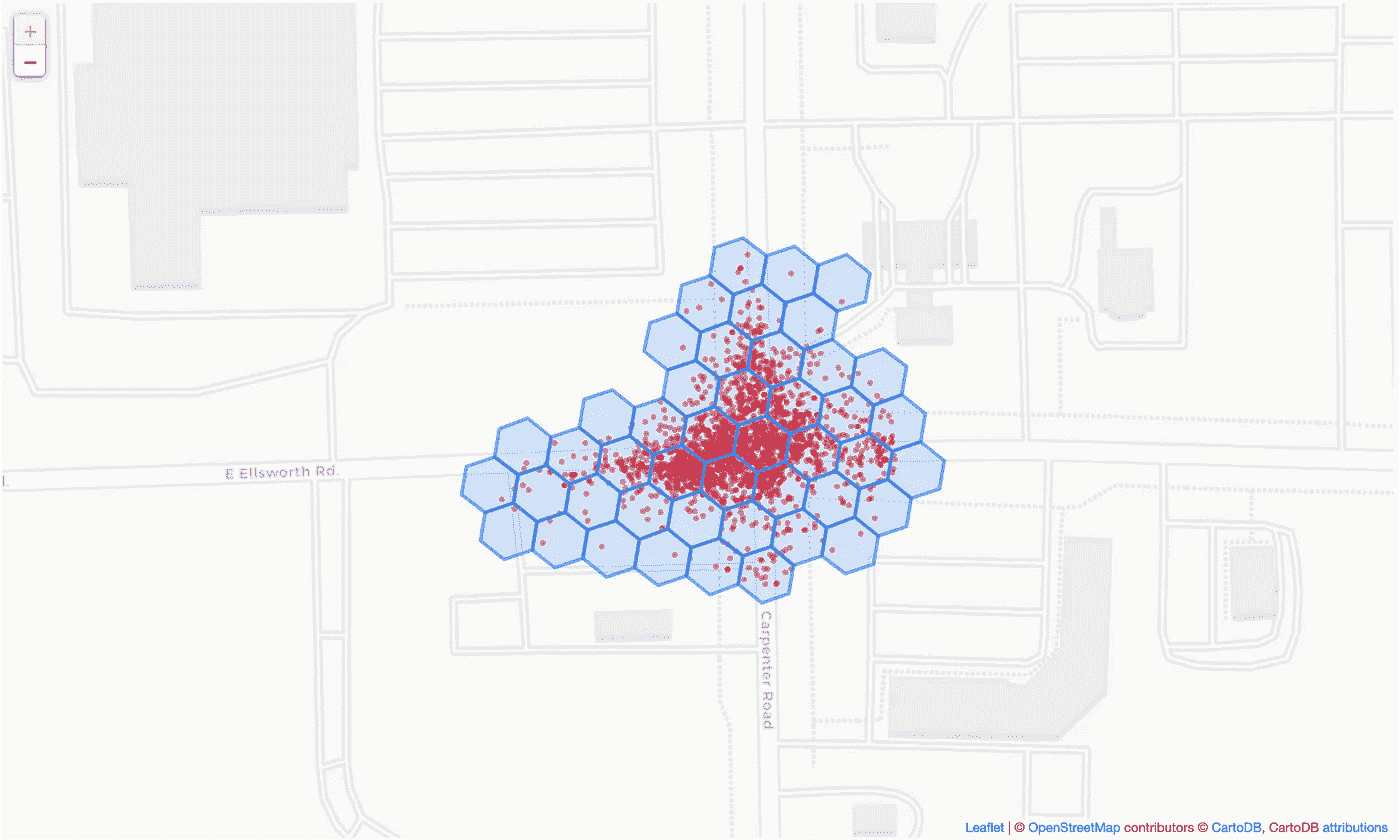 +
−
E Ellsworth Rd.
Carpenter Road
Leaflet | © OpenStreetMap contributors © CartoDB, CartoDB attributions